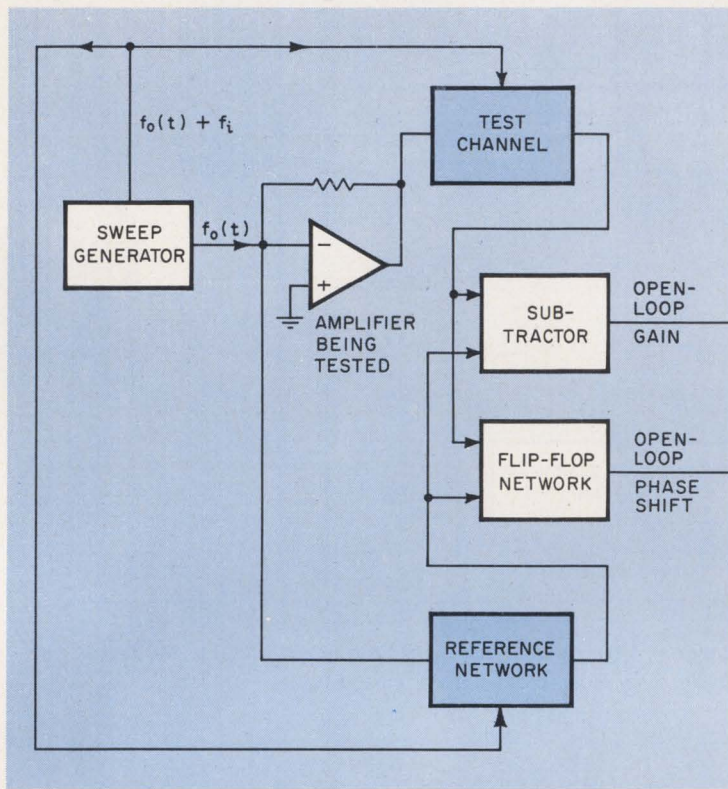 f₀(t) + fᵢ
TEST
CHANNEL
SWEEP
GENERATOR
f₀(t)
−
+
AMPLIFIER
BEING
TESTED
SUB-
TRACTOR
OPEN-
LOOP
GAIN
FLIP-FLOP
NETWORK
OPEN-
LOOP
PHASE
SHIFT
REFERENCE
NETWORK